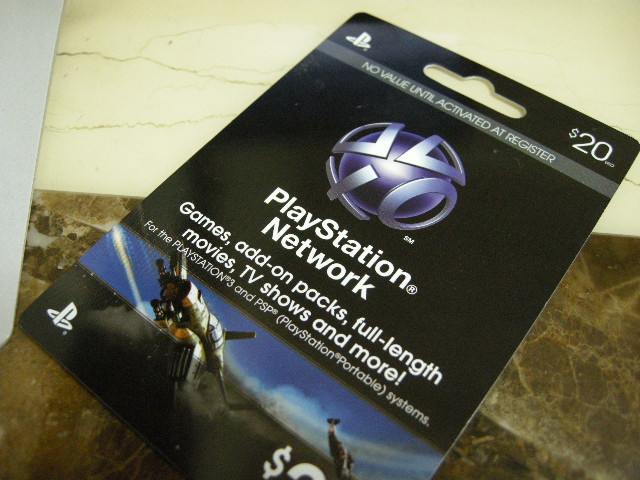 NO VALUE UNTIL ACTIVATED AT REGISTER
$20
PlayStation®
Network
SM
Games, add-on packs, full-length
movies, TV shows and more!
For the PLAYSTATION®3 and PSP® (PlayStation®Portable) systems.
$